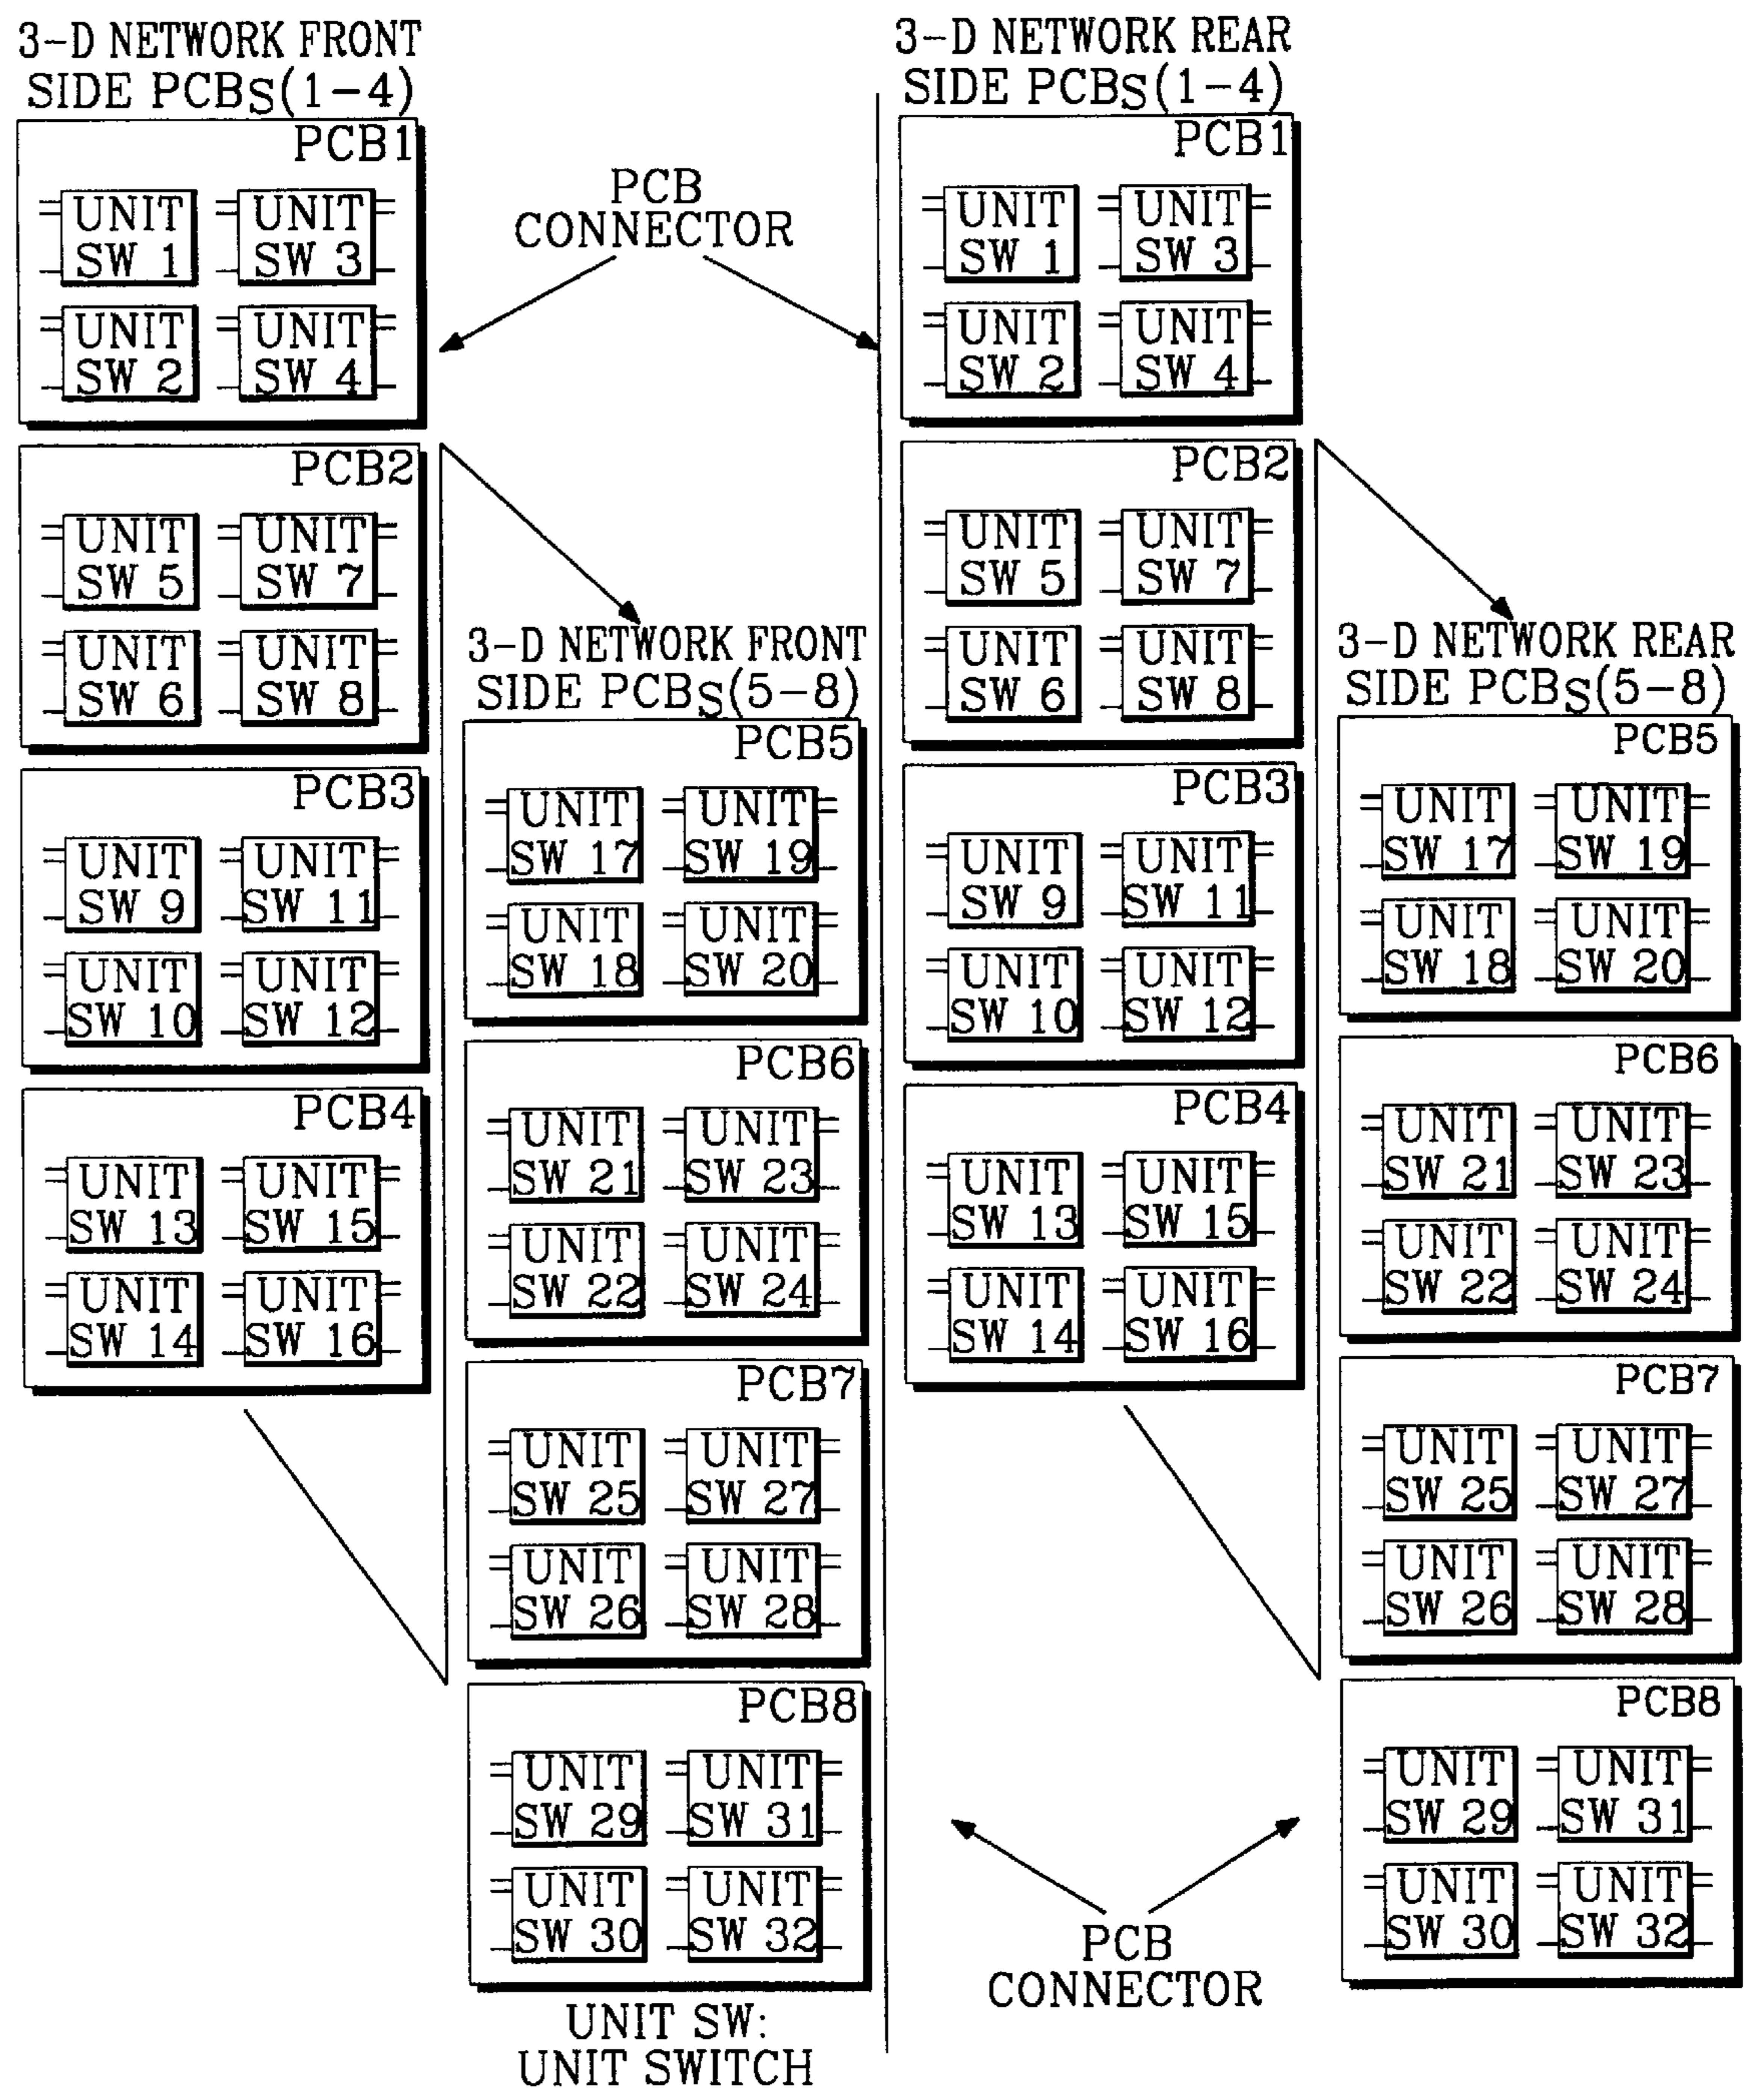 3-D NETWORK FRONT
SIDE PCBS(1-4)
PCB1
UNIT UNIT
SW 1 SW 3
UNIT UNIT
SW 2 SW 4
PCB2
UNIT UNIT
SW 5 SW 7
UNIT UNIT
SW 6 SW 8
PCB3
UNIT UNIT
SW 9 SW 11
UNIT UNIT
SW 10 SW 12
PCB4
UNIT UNIT
SW 13 SW 15
UNIT UNIT
SW 14 SW 16
PCB
CONNECTOR
3-D NETWORK FRONT
SIDE PCBS(5-8)
PCB5
UNIT UNIT
SW 17 SW 19
UNIT UNIT
SW 18 SW 20
PCB6
UNIT UNIT
SW 21 SW 23
UNIT UNIT
SW 22 SW 24
PCB7
UNIT UNIT
SW 25 SW 27
UNIT UNIT
SW 26 SW 28
PCB8
UNIT UNIT
SW 29 SW 31
UNIT UNIT
SW 30 SW 32
UNIT SW:
UNIT SWITCH
3-D NETWORK REAR
SIDE PCBS(1-4)
PCB1
UNIT UNIT
SW 1 SW 3
UNIT UNIT
SW 2 SW 4
PCB2
UNIT UNIT
SW 5 SW 7
UNIT UNIT
SW 6 SW 8
PCB3
UNIT UNIT
SW 9 SW 11
UNIT UNIT
SW 10 SW 12
PCB4
UNIT UNIT
SW 13 SW 15
UNIT UNIT
SW 14 SW 16
3-D NETWORK REAR
SIDE PCBS(5-8)
PCB5
UNIT UNIT
SW 17 SW 19
UNIT UNIT
SW 18 SW 20
PCB6
UNIT UNIT
SW 21 SW 23
UNIT UNIT
SW 22 SW 24
PCB7
UNIT UNIT
SW 25 SW 27
UNIT UNIT
SW 26 SW 28
PCB8
UNIT UNIT
SW 29 SW 31
UNIT UNIT
SW 30 SW 32
PCB
CONNECTOR